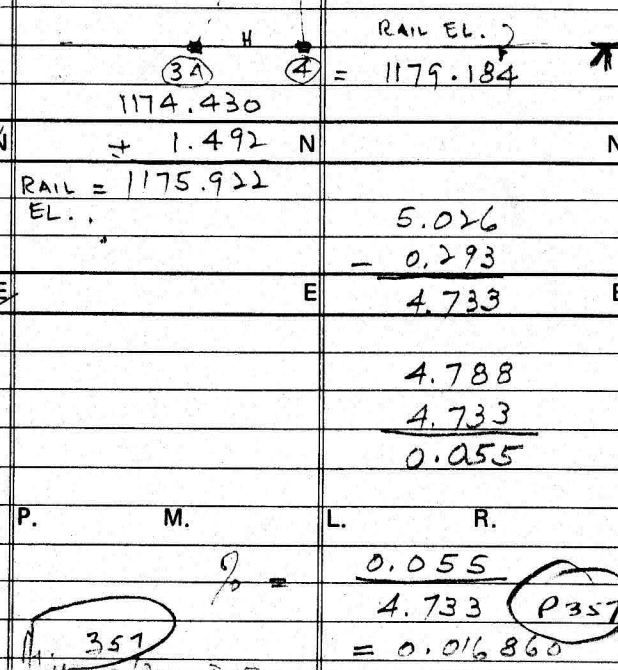 RAIL EL.
H
3A 4 = 1179.184
1174.430
+ 1.492 N
RAIL = 1175.922
EL..
5.026
- 0.293
E 4.733
4.788
4.733
0.055
P. M. L. R.
% = 0.055
4.733 P357
357 = 0.016860